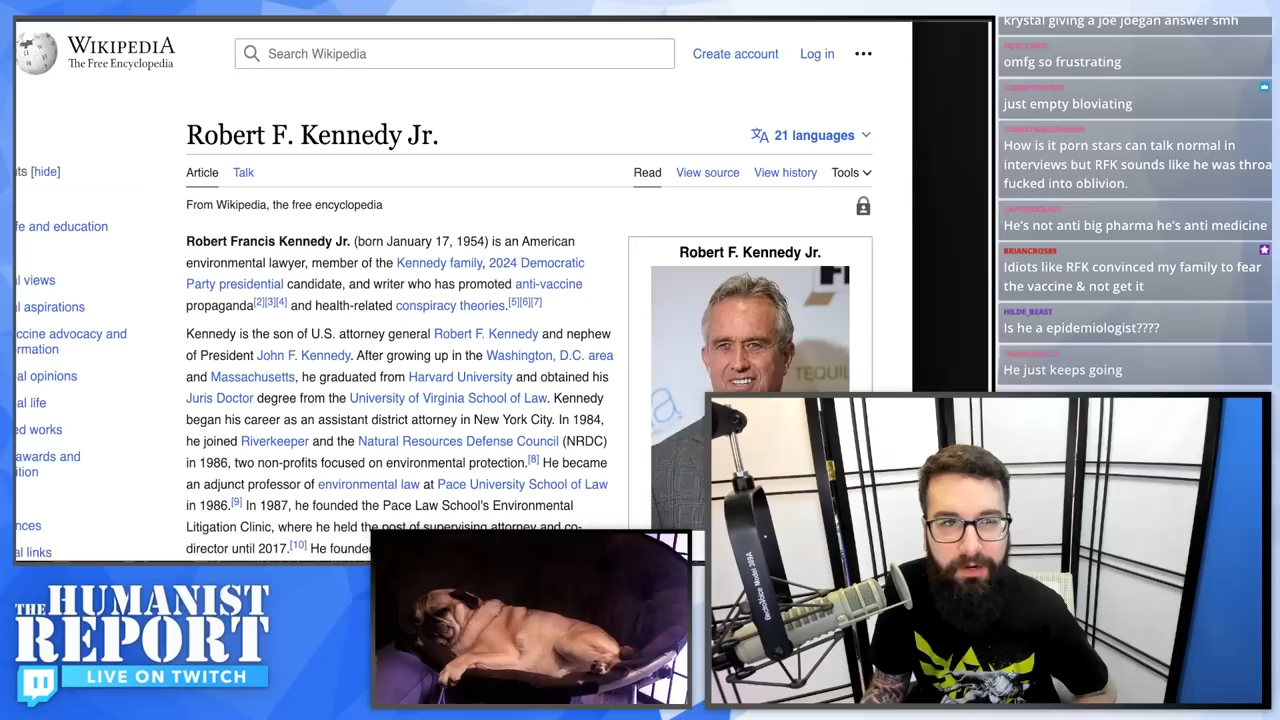 WIKIPEDIA
The Free Encyclopedia
Search Wikipedia
Create account
Log in
Robert F. Kennedy Jr.
21 languages
Article
Talk
Read
View source
View history
Tools
From Wikipedia, the free encyclopedia
nts [hide]
fe and education
al views
al aspirations
ccine advocacy and
rmation
al opinions
al life
ed works
awards and
ition
nces
al links
Robert Francis Kennedy Jr. (born January 17, 1954) is an American
environmental lawyer, member of the Kennedy family, 2024 Democratic
Party presidential candidate, and writer who has promoted anti-vaccine
propaganda[2][3][4] and health-related conspiracy theories.[5][6][7]
Kennedy is the son of U.S. attorney general Robert F. Kennedy and nephew
of President John F. Kennedy. After growing up in the Washington, D.C. area
and Massachusetts, he graduated from Harvard University and obtained his
Juris Doctor degree from the University of Virginia School of Law. Kennedy
began his career as an assistant district attorney in New York City. In 1984,
he joined Riverkeeper and the Natural Resources Defense Council (NRDC)
in 1986, two non-profits focused on environmental protection.[8] He became
an adjunct professor of environmental law at Pace University School of Law
in 1986.[9] In 1987, he founded the Pace Law School's Environmental
Litigation Clinic, where he held the post of supervising attorney and co-
director until 2017.[10] He founded
Robert F. Kennedy Jr.
TEQUIL
krystal giving a joe joegan answer smh
omfg so frustrating
just empty bloviating
How is it porn stars can talk normal in
interviews but RFK sounds like he was throa
fucked into oblivion.
He's not anti big pharma he's anti medicine
BRIANCROS89
Idiots like RFK convinced my family to fear
the vaccine & not get it
HILDE_BEAST
Is he a epidemiologist????
He just keeps going
THE HUMANIST
REPORT
LIVE ON TWITCH